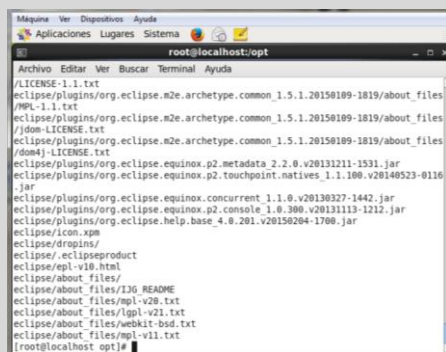 Máquina Ver Dispositivos Ayuda
Aplicaciones Lugares Sistema
root@localhost:/opt
Archivo Editar Ver Buscar Terminal Ayuda
/LICENSE-1.1.txt
eclipse/plugins/org.eclipse.m2e.archetype.common_1.5.1.20150109-1819/about_files
/MPL-1.1.txt
eclipse/plugins/org.eclipse.m2e.archetype.common_1.5.1.20150109-1819/about_files
/jdom-LICENSE.txt
eclipse/plugins/org.eclipse.m2e.archetype.common_1.5.1.20150109-1819/about_files
/dom4j-LICENSE.txt
eclipse/plugins/org.eclipse.equinox.p2.metadata_2.2.0.v20131211-1531.jar
eclipse/plugins/org.eclipse.equinox.p2.touchpoint.natives_1.1.100.v20140523-0116
.jar
eclipse/plugins/org.eclipse.equinox.concurrent_1.1.0.v20130327-1442.jar
eclipse/plugins/org.eclipse.equinox.p2.console_1.0.300.v20131113-1212.jar
eclipse/plugins/org.eclipse.help.base_4.0.201.v20150204-1700.jar
eclipse/icon.xpm
eclipse/dropins/
eclipse/.eclipseproduct
eclipse/epl-v10.html
eclipse/about_files/
eclipse/about_files/IJG_README
eclipse/about_files/mpl-v20.txt
eclipse/about_files/lgpl-v21.txt
eclipse/about_files/webkit-bsd.txt
eclipse/about_files/mpl-v11.txt
[root@localhost opt]#